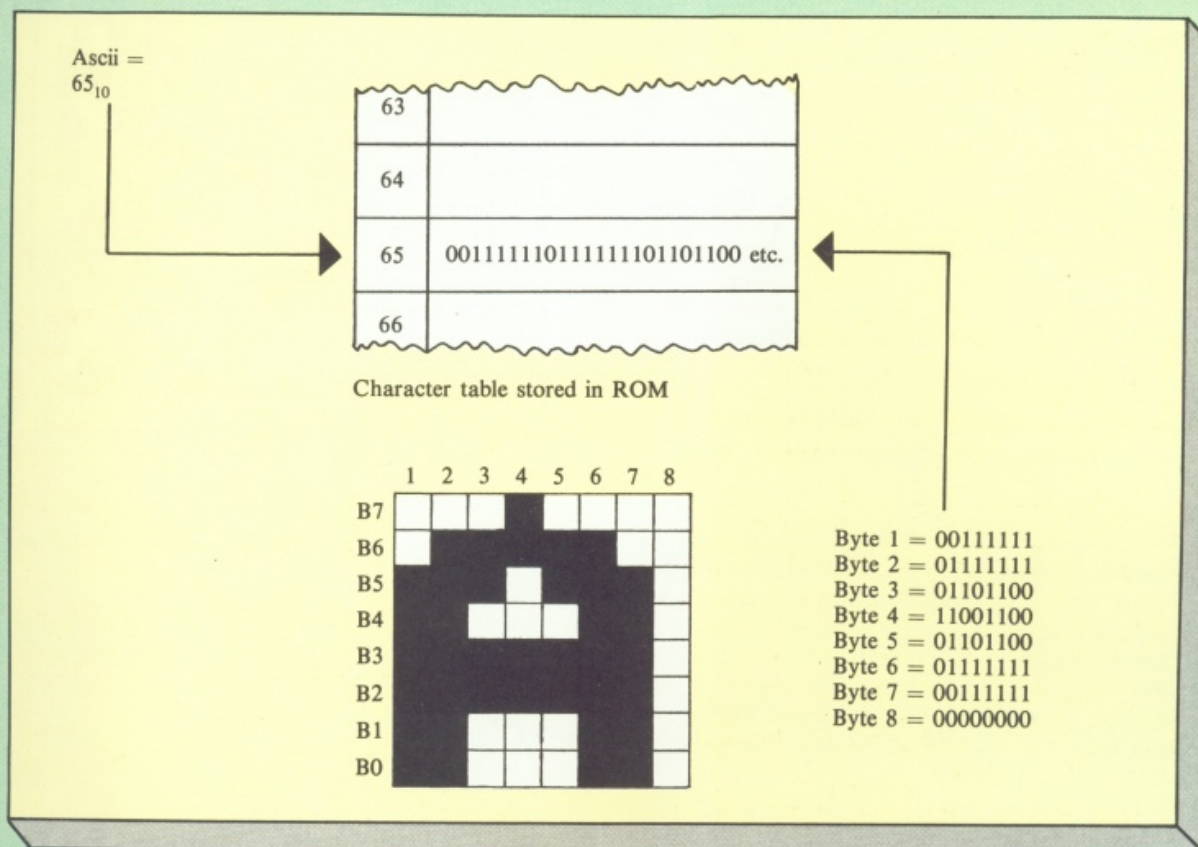 Ascii =
65₁₀
63
64
65 001111110111111101101100 etc.
66
Character table stored in ROM
1 2 3 4 5 6 7 8
B7
B6
B5
B4
B3
B2
B1
B0
Byte 1 = 00111111
Byte 2 = 01111111
Byte 3 = 01101100
Byte 4 = 11001100
Byte 5 = 01101100
Byte 6 = 01111111
Byte 7 = 00111111
Byte 8 = 00000000